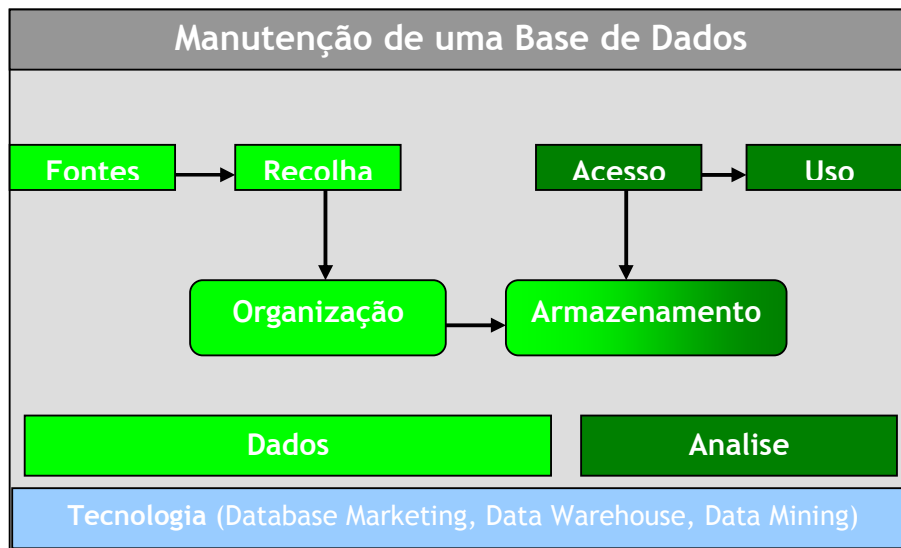 Manutenção de uma Base de Dados
Fontes
Recolha
Acesso
Uso
Organização
Armazenamento
Dados
Analise
Tecnologia (Database Marketing, Data Warehouse, Data Mining)